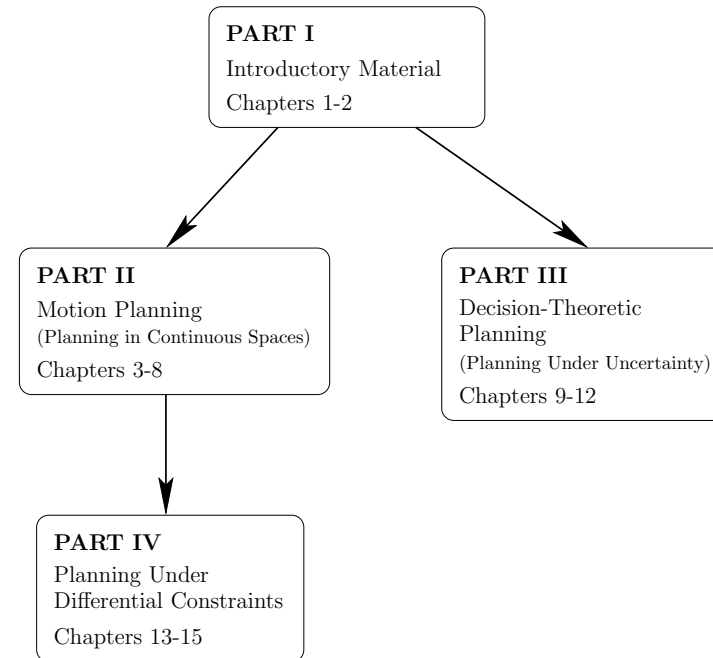 PART I
Introductory Material
Chapters 1-2
PART II
Motion Planning
(Planning in Continuous Spaces)
Chapters 3-8
PART III
Decision-Theoretic
Planning
(Planning Under Uncertainty)
Chapters 9-12
PART IV
Planning Under
Differential Constraints
Chapters 13-15